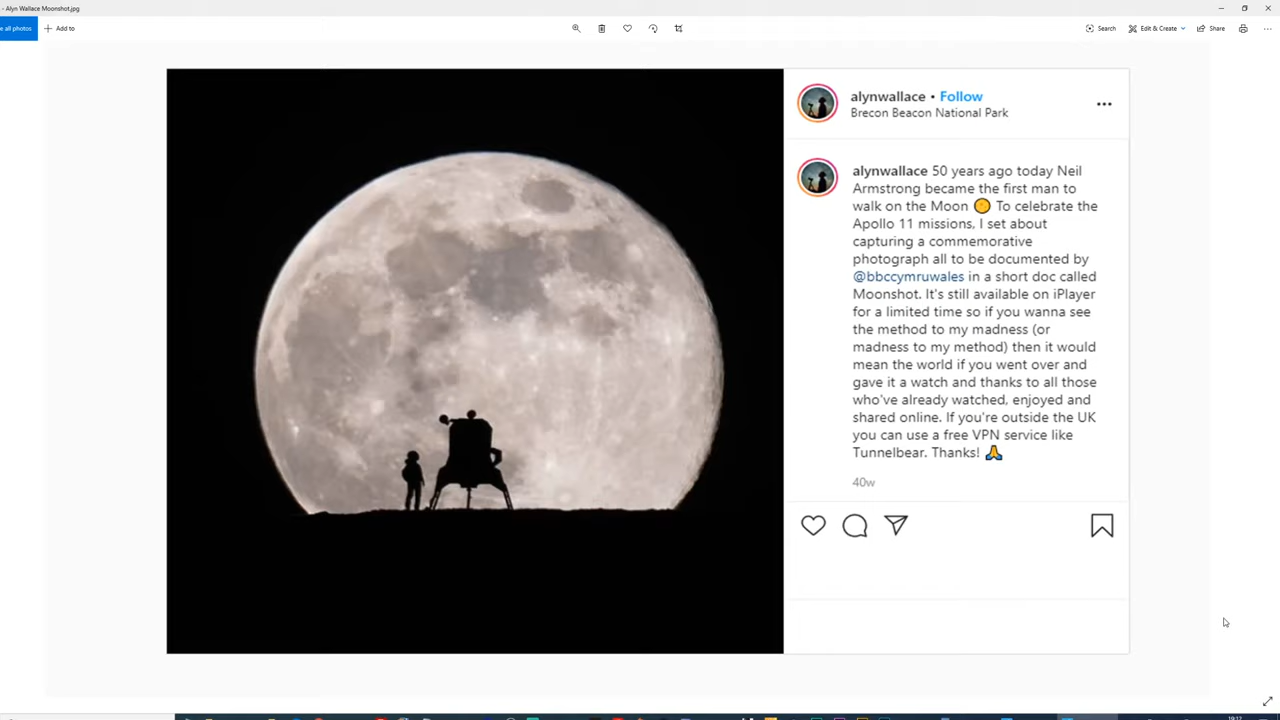 - Alyn Wallace Moonshot.jpg
e all photos
Add to
Search
Edit & Create
Share
alynwallace • Follow
Brecon Beacon National Park
alynwallace 50 years ago today Neil
Armstrong became the first man to
walk on the Moon 🌕 To celebrate the
Apollo 11 missions, I set about
capturing a commemorative
photograph all to be documented by
@bbccymruwales in a short doc called
Moonshot. It's still available on iPlayer
for a limited time so if you wanna see
the method to my madness (or
madness to my method) then it would
mean the world if you went over and
gave it a watch and thanks to all those
who've already watched, enjoyed and
shared online. If you're outside the UK
you can use a free VPN service like
Tunnelbear. Thanks! 🙏
40w
19:12